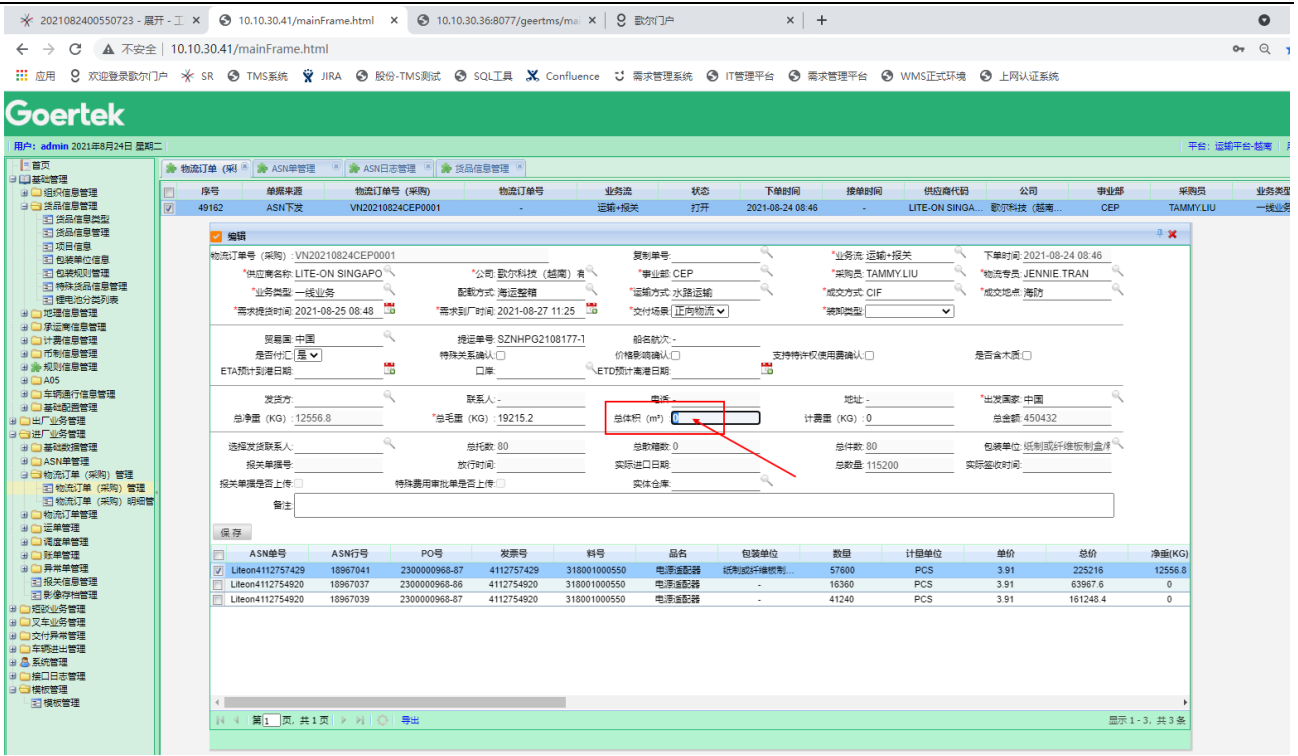 2021082400550723 - 展开 - 工 10.10.30.41/mainFrame.html 10.10.30.36:8077/geertms/mai 歌尔门户
不安全 10.10.30.41/mainFrame.html
应用 欢迎登录歌尔门户 SR TMS系统 JIRA 股份-TMS测试 SQL工具 Confluence 需求管理系统 IT管理平台 需求管理平台 WMS正式环境 上网认证系统
Goertek
用户: admin 2021年8月24日 星期二 平台: 运输平台-越南
首页
基础管理
组织信息管理
货品信息管理
货品信息类型
货品信息管理
项目信息
包装单位信息
包装规则管理
特殊货品信息管理
锂电池分类列表
地理信息管理
承运商信息管理
计费信息管理
币制信息管理
规则信息管理
A05
车辆通行信息管理
基础配置管理
出厂业务管理
进厂业务管理
基础数据管理
ASN单管理
物流订单 (采购) 管理
物流订单 (采购) 管理
物流订单 (采购) 明细管
物流订单管理
运单管理
调度单管理
账单管理
异常单管理
报关信息管理
影像存档管理
短驳业务管理
叉车业务管理
交付异常管理
车辆进出管理
系统管理
接口日志管理
模板管理
模板管理
物流订单 (采 ASN单管理 ASN日志管理 货品信息管理
序号 单据来源 物流订单号 (采购) 物流订单号 业务流 状态 下单时间 接单时间 供应商代码 公司 事业部 采购员 业务类型
49162 ASN下发 VN20210824CEP0001 - 运输+报关 打开 2021-08-24 08:46 - LITE-ON SINGA... 歌尔科技 (越南... CEP TAMMY.LIU 一线业务
编辑
物流订单号 (采购) : VN20210824CEP0001 复制单号: *业务流: 运输+报关 下单时间: 2021-08-24 08:46
*供应商名称: LITE-ON SINGAPO *公司: 歌尔科技 (越南) 有 *事业部: CEP *采购员: TAMMY.LIU *物流专员: JENNIE.TRAN
*业务类型: 一线业务 配载方式: 海运整箱 *运输方式: 水路运输 *成交方式: CIF *成交地点: 海防
*需求提货时间: 2021-08-25 08:48 *需求到厂时间: 2021-08-27 11:25 *交付场景: 正向物流 *装卸类型:
贸易国: 中国 提运单号: SZNHPG2108177-1 船名航次: -
是否付汇: 是 特殊关系确认: 价格影响确认: 支持特许权使用费确认: 是否含木质:
ETA预计到港日期: 口岸: ETD预计离港日期:
发货方: 联系人: - 电话: - 地址: - *出发国家: 中国
总净重 (KG) : 12556.8 *总毛重 (KG) : 19215.2 总体积 (m³) : 0 计费重 (KG) : 0 总金额: 450432
选择发货联系人: 总托数: 80 总散箱数: 0 总件数: 80 包装单位: 纸制或纤维板制盒/
报关单号: 放行时间: 实际进口日期: 总数量: 115200 实际签收时间:
报关单据是否上传: 特殊费用审批单是否上传: 实体仓库:
备注:
保存
ASN单号 ASN行号 PO号 发票号 料号 品名 包装单位 数量 计量单位 单价 总价 净重(KG)
Liteon4112757429 18967041 2300000968-87 4112757429 318001000550 电源适配器 纸制或纤维板制... 57600 PCS 3.91 225216 12556.8
Liteon4112754920 18967037 2300000968-86 4112754920 318001000550 电源适配器 - 16360 PCS 3.91 63967.6 0
Liteon4112754920 18967039 2300000968-87 4112754920 318001000550 电源适配器 - 41240 PCS 3.91 161248.4 0
第 1 页, 共 1 页 导出 显示 1 - 3, 共 3 条